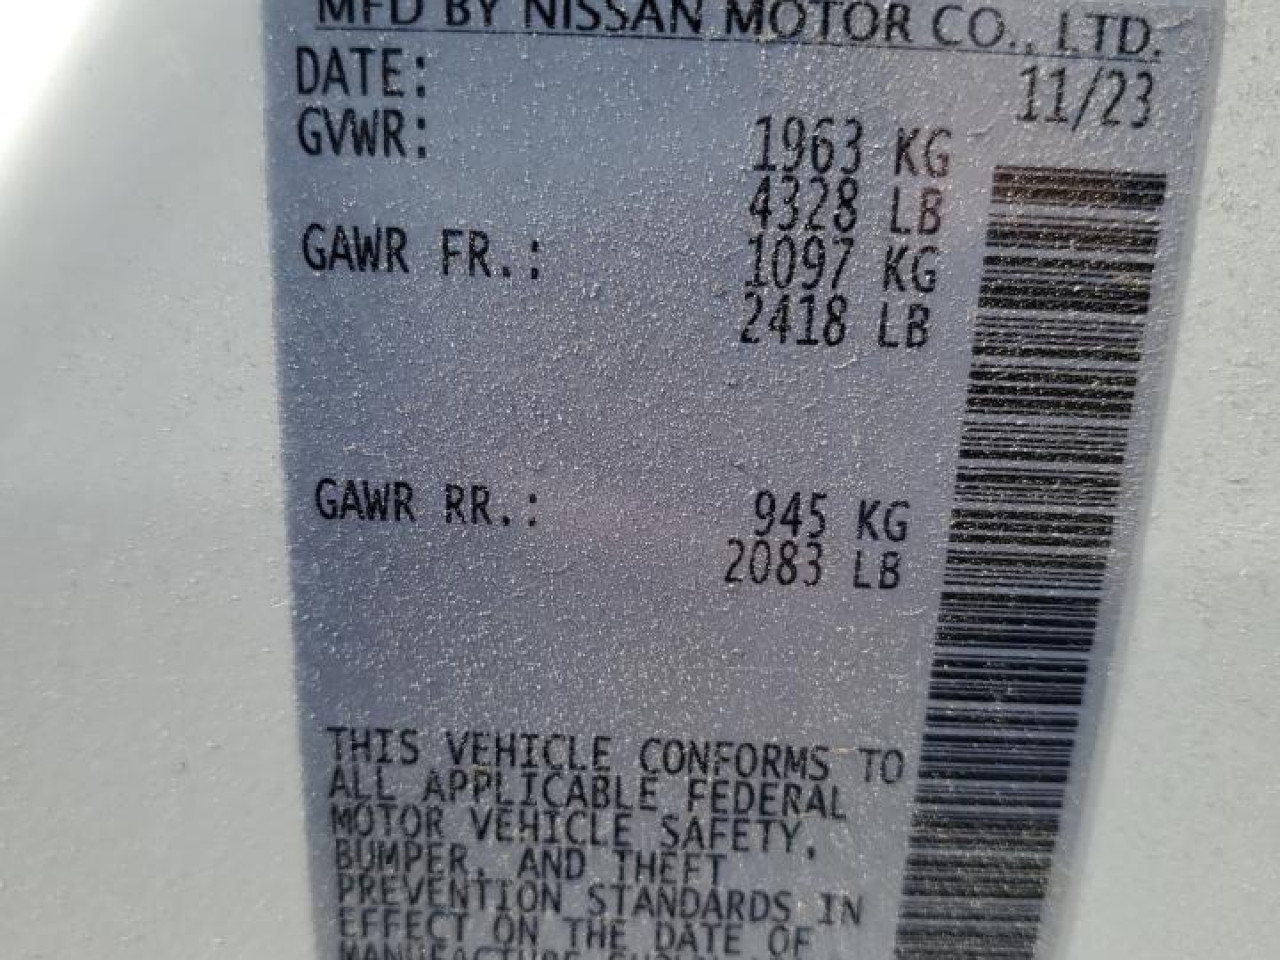 MFD BY NISSAN MOTOR CO., LTD.
DATE: 11/23
GVWR: 1963 KG
4328 LB
GAWR FR.: 1097 KG
2418 LB
GAWR RR.: 945 KG
2083 LB
THIS VEHICLE CONFORMS TO
ALL APPLICABLE FEDERAL
MOTOR VEHICLE SAFETY,
BUMPER, AND THEFT
PREVENTION STANDARDS IN
EFFECT ON THE DATE OF
MANUFACTURE